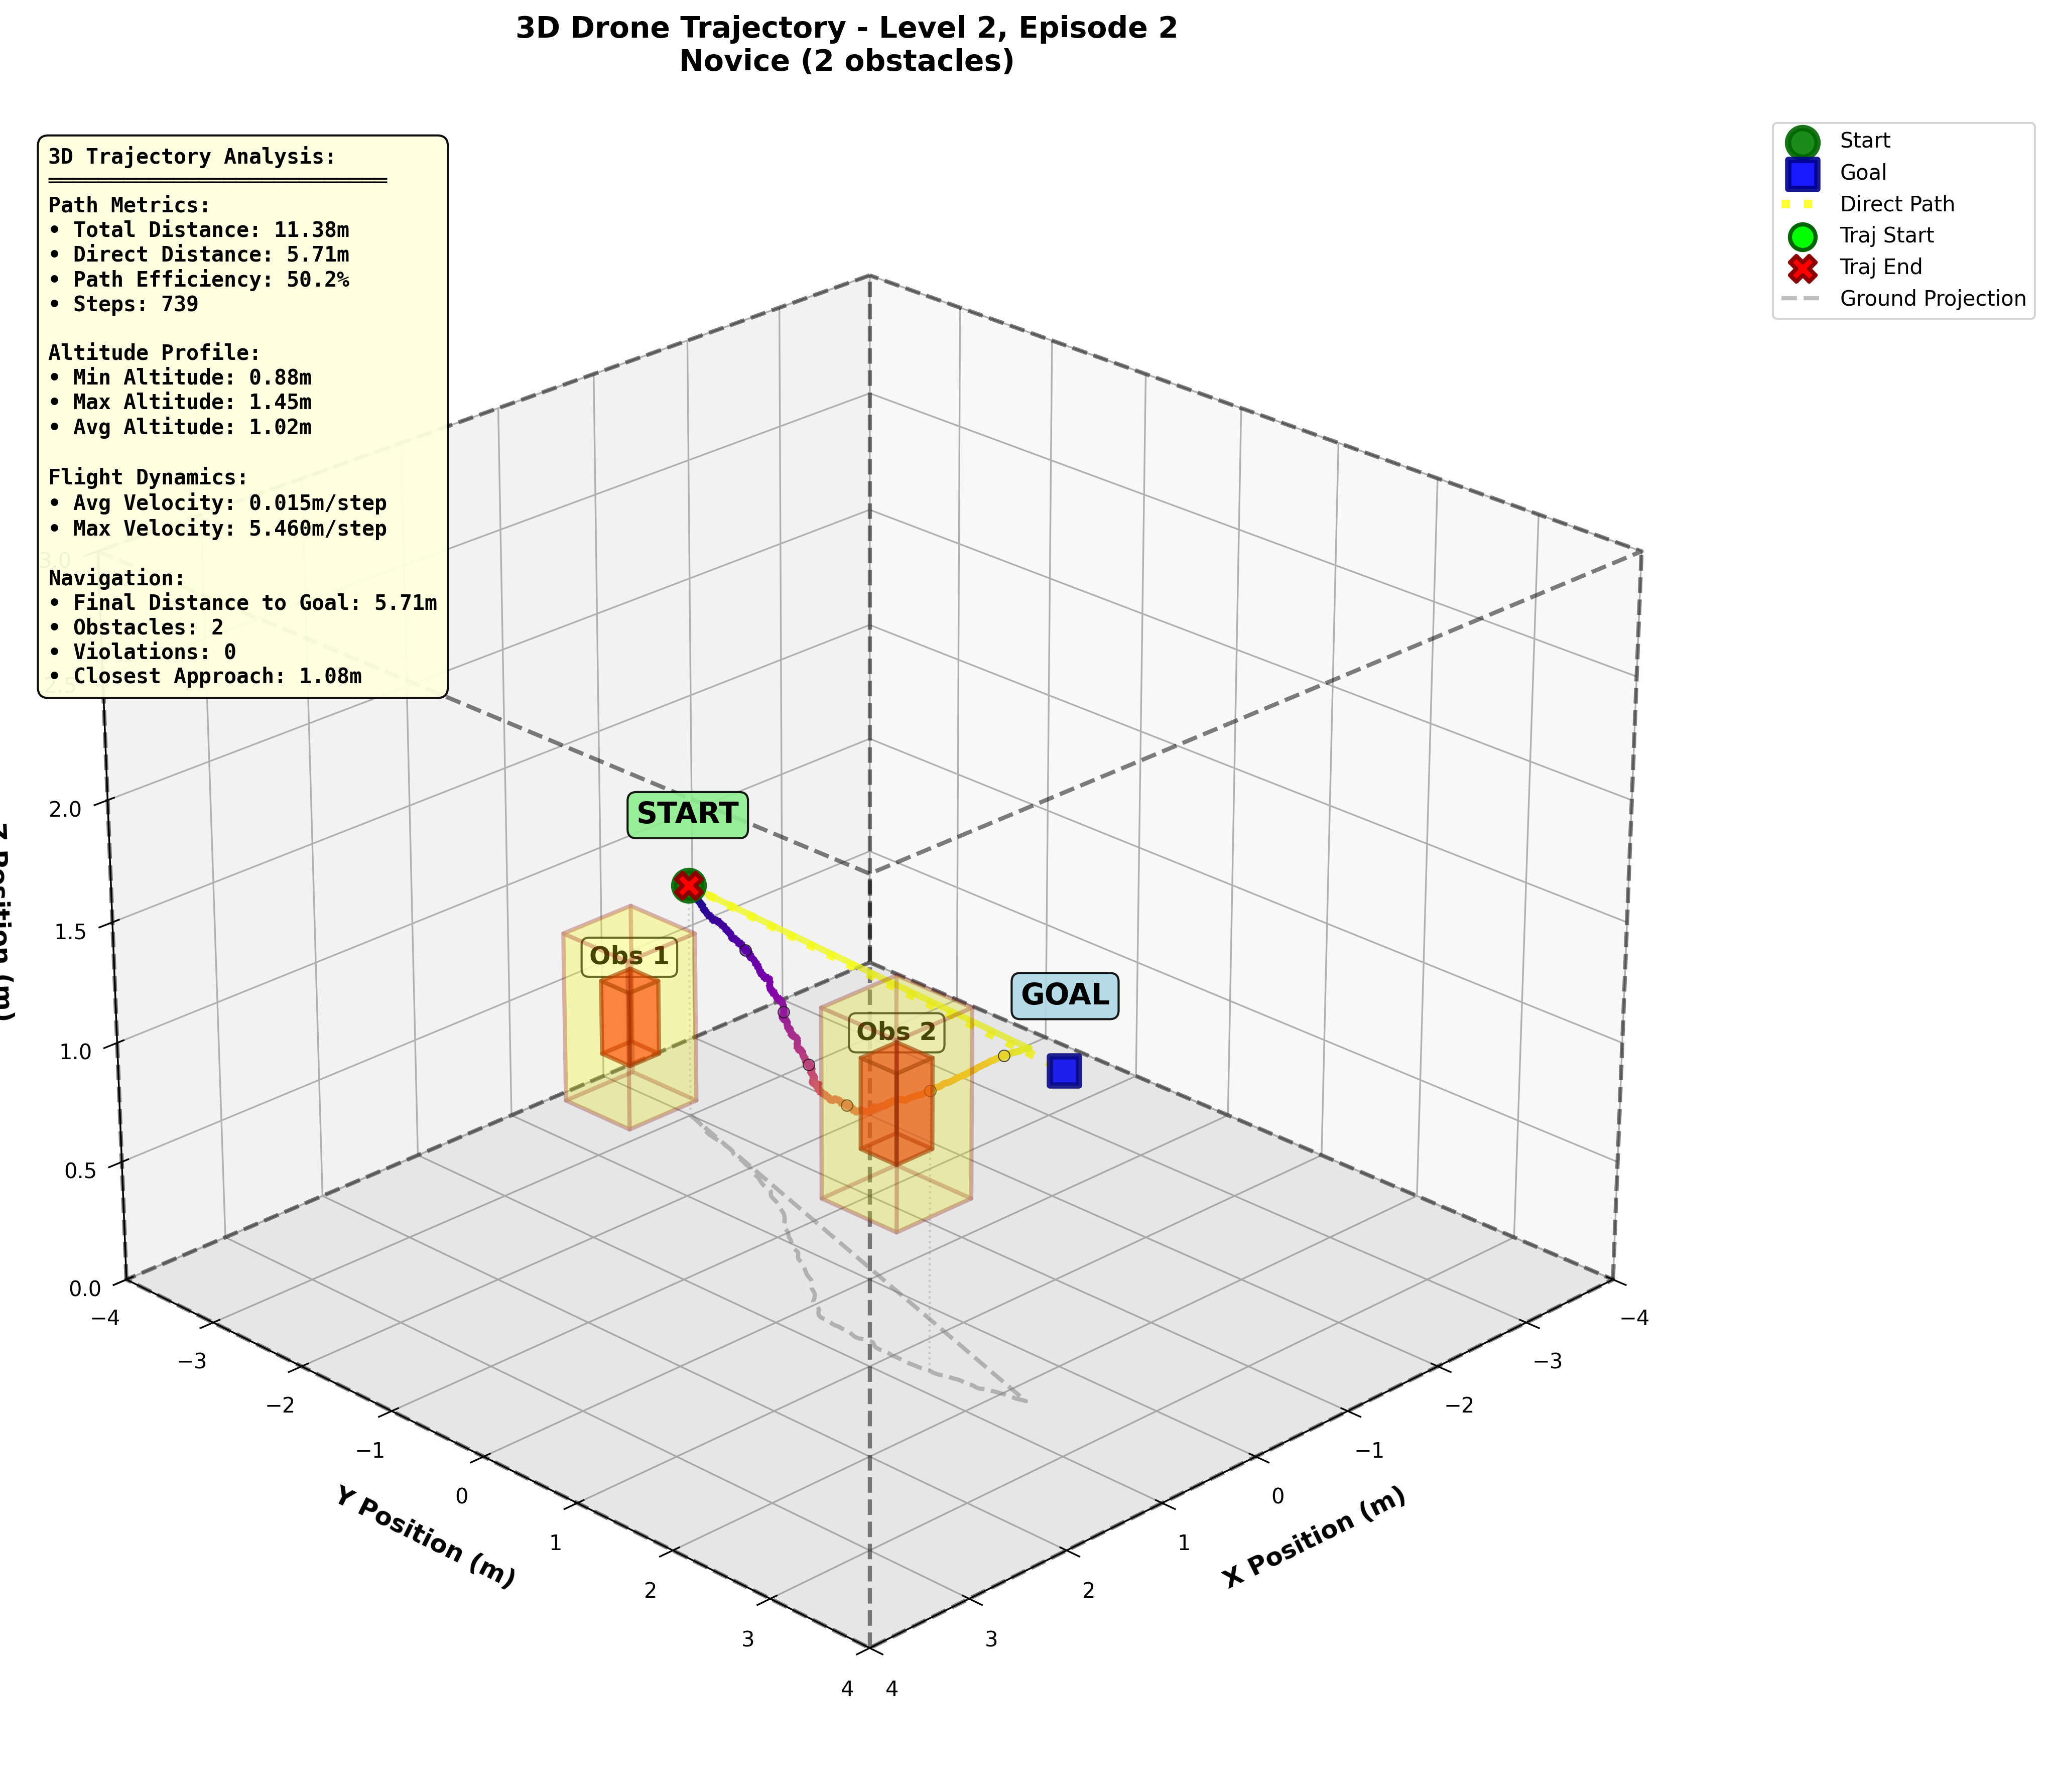 3D Drone Trajectory - Level 2, Episode 2
Novice (2 obstacles)
3D Trajectory Analysis:
Path Metrics:
• Total Distance: 11.38m
• Direct Distance: 5.71m
• Path Efficiency: 50.2%
• Steps: 739
Altitude Profile:
• Min Altitude: 0.88m
• Max Altitude: 1.45m
• Avg Altitude: 1.02m
Flight Dynamics:
• Avg Velocity: 0.015m/step
• Max Velocity: 5.460m/step
Navigation:
• Final Distance to Goal: 5.71m
• Obstacles: 2
• Violations: 0
• Closest Approach: 1.08m
Start
Goal
Direct Path
Traj Start
Traj End
Ground Projection
START
GOAL
Obs 1
Obs 2
3.0
2.5
2.0
1.5
1.0
0.5
0.0
Z Position (m)
−4
−3
−2
−1
0
1
2
3
4
Y Position (m)
4
3
2
1
0
−1
−2
−3
−4
X Position (m)